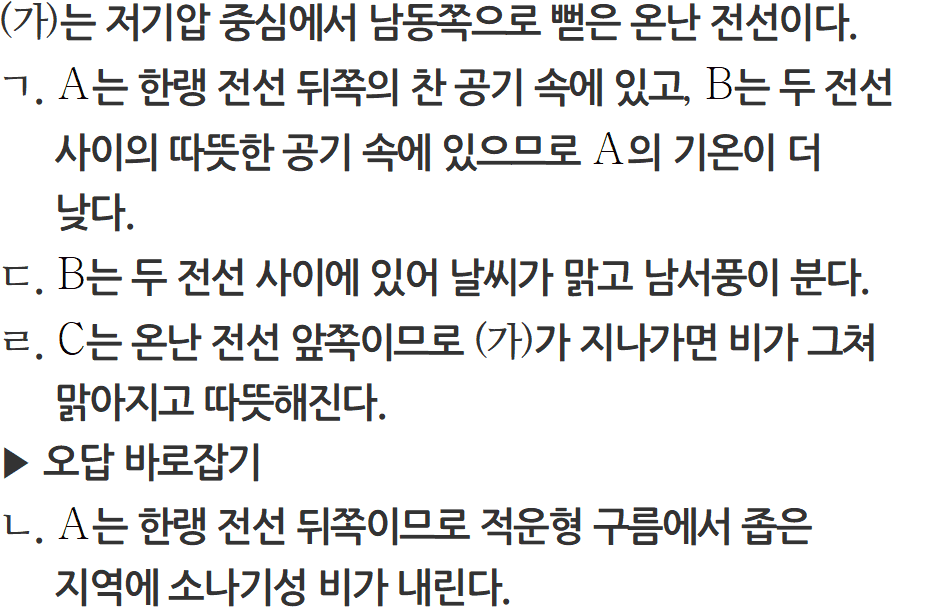 (가)는 저기압 중심에서 남동쪽으로 뻗은 온난 전선이다.
ㄱ. A는 한랭 전선 뒤쪽의 찬 공기 속에 있고, B는 두 전선
사이의 따뜻한 공기 속에 있으므로 A의 기온이 더
낮다.
ㄷ. B는 두 전선 사이에 있어 날씨가 맑고 남서풍이 분다.
ㄹ. C는 온난 전선 앞쪽이므로 (가)가 지나가면 비가 그쳐
맑아지고 따뜻해진다.
▶ 오답 바로잡기
ㄴ. A는 한랭 전선 뒤쪽이므로 적운형 구름에서 좁은
지역에 소나기성 비가 내린다.